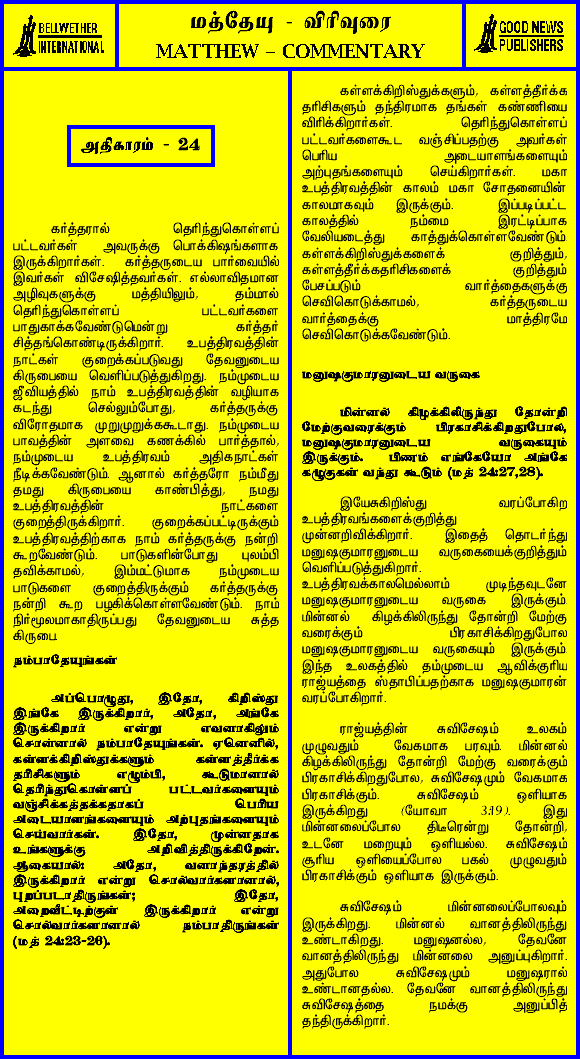 BELLWETHER
INTERNATIONAL
மத்தேயு - விரிவுரை
MATTHEW – COMMENTARY
GOOD NEWS
PUBLISHERS
அதிகாரம் - 24
கர்த்தரால் தெரிந்துகொள்ளப்
பட்டவர்கள் அவருக்கு பொக்கிஷங்களாக
இருக்கிறார்கள். கர்த்தருடைய பார்வையில்
இவர்கள் விசேஷித்தவர்கள். எல்லாவிதமான
அழிவுகளுக்கு மத்தியிலும், தம்மால்
தெரிந்துகொள்ளப் பட்டவர்களை
பாதுகாக்கவேண்டுமென்று கர்த்தர்
சித்தங்கொண்டிருக்கிறார். உபத்திரவத்தின்
நாட்கள் குறைக்கப்படுவது தேவனுடைய
கிருபையை வெளிப்படுத்துகிறது. நம்முடைய
ஜீவியத்தில் நாம் உபத்திரவத்தின் வழியாக
கடந்து செல்லும்போது, கர்த்தருக்கு
விரோதமாக முறுமுறுக்ககூடாது. நம்முடைய
பாவத்தின் அளவை கணக்கில் பார்த்தால்,
நம்முடைய உபத்திரவம் அதிகநாட்கள்
நீடிக்கவேண்டும். ஆனால் கர்த்தரோ நம்மீது
தமது கிருபையை காண்பித்து, நமது
உபத்திரவத்தின் நாட்களை
குறைத்திருக்கிறார். குறைக்கப்பட்டிருக்கும்
உபத்திரவத்திற்காக நாம் கர்த்தருக்கு நன்றி
கூறவேண்டும். பாடுகளின்போது புலம்பி
தவிக்காமல், இம்மட்டுமாக நம்முடைய
பாடுகளை குறைத்திருக்கும் கர்த்தருக்கு
நன்றி கூற பழகிக்கொள்ளவேண்டும். நாம்
நிர்மூலமாகாதிருப்பது தேவனுடைய சுத்த
கிருபை.
நம்பாதேயுங்கள்
அப்பொழுது, இதோ, கிறிஸ்து
இங்கே இருக்கிறார், அதோ, அங்கே
இருக்கிறார் என்று எவனாகிலும்
சொன்னால் நம்பாதேயுங்கள். ஏனெனில்,
கள்ளக்கிறிஸ்துக்களும் கள்ளத்தீர்க்க
தரிசிகளும் எழும்பி, கூடுமானால்
தெரிந்துகொள்ளப் பட்டவர்களையும்
வஞ்சிக்கத்தக்கதாகப் பெரிய
அடையாளங்களையும் அற்புதங்களையும்
செய்வார்கள். இதோ, முன்னதாக
உங்களுக்கு அறிவித்திருக்கிறேன்.
ஆகையால்: அதோ, வனாந்தரத்தில்
இருக்கிறார் என்று சொல்வார்களானால்,
புறப்படாதிருங்கள்; இதோ,
அறைவீட்டிற்குள் இருக்கிறார் என்று
சொல்வார்களானால் நம்பாதிருங்கள்
(மத் 24:23-26).
கள்ளக்கிறிஸ்துக்களும், கள்ளத்தீர்க்க
தரிசிகளும் தந்திரமாக தங்கள் கண்ணியை
விரிக்கிறார்கள். தெரிந்துகொள்ளப்
பட்டவர்களைகூட வஞ்சிப்பதற்கு அவர்கள்
பெரிய அடையாளங்களையும்
அற்புதங்களையும் செய்கிறார்கள். மகா
உபத்திரவத்தின் காலம் மகா சோதனையின்
காலமாகவும் இருக்கும். இப்படிப்பட்ட
காலத்தில் நம்மை இரட்டிப்பாக
வேலியடைத்து காத்துக்கொள்ளவேண்டும்.
கள்ளக்கிறிஸ்துக்களைக் குறித்தும்,
கள்ளத்தீர்க்கதரிசிகளைக் குறித்தும்
பேசப்படும் வார்த்தைகளுக்கு
செவிகொடுக்காமல், கர்த்தருடைய
வார்த்தைக்கு மாத்திரமே
செவிகொடுக்கவேண்டும்.
மனுஷகுமாரனுடைய வருகை
மின்னல் கிழக்கிலிருந்து தோன்றி
மேற்குவரைக்கும் பிரகாசிக்கிறதுபோல்,
மனுஷகுமாரனுடைய வருகையும்
இருக்கும். பிணம் எங்கேயோ அங்கே
கழுகுகள் வந்து கூடும் (மத் 24:27,28).
இயேசுகிறிஸ்து வரப்போகிற
உபத்திரவங்களைக்குறித்து
முன்னறிவிக்கிறார். இதைத் தொடர்ந்து
மனுஷகுமாரனுடைய வருகையைக்குறித்தும்
வெளிப்படுத்துகிறார்.
உபத்திரவக்காலமெல்லாம் முடிந்தவுடனே
மனுஷகுமாரனுடைய வருகை இருக்கும்.
மின்னல் கிழக்கிலிருந்து தோன்றி மேற்கு
வரைக்கும் பிரகாசிக்கிறதுபோல
மனுஷகுமாரனுடைய வருகையும் இருக்கும்.
இந்த உலகத்தில் தம்முடைய ஆவிக்குரிய
ராஜ்யத்தை ஸ்தாபிப்பதற்காக மனுஷகுமாரன்
வரப்போகிறார்.
ராஜ்யத்தின் சுவிசேஷம் உலகம்
முழுவதும் வேகமாக பரவும். மின்னல்
கிழக்கிலிருந்து தோன்றி மேற்கு வரைக்கும்
பிரகாசிக்கிறதுபோல, சுவிசேஷமும் வேகமாக
பிரகாசிக்கும். சுவிசேஷம் ஒளியாக
இருக்கிறது (யோவா 3:19). இது
மின்னலைப்போல திடீரென்று தோன்றி,
உடனே மறையும் ஒளியல்ல. சுவிசேஷம்
சூரிய ஒளியைப்போல பகல் முழுவதும்
பிரகாசிக்கும் ஒளியாக இருக்கும்.
சுவிசேஷம் மின்னலைப்போலவும்
இருக்கிறது. மின்னல் வானத்திலிருந்து
உண்டாகிறது. மனுஷனல்ல, தேவனே
வானத்திலிருந்து மின்னலை அனுப்புகிறார்.
அதுபோல சுவிசேஷமும் மனுஷரால்
உண்டானதல்ல. தேவனே வானத்திலிருந்து
சுவிசேஷத்தை நமக்கு அனுப்பித்
தந்திருக்கிறார்.